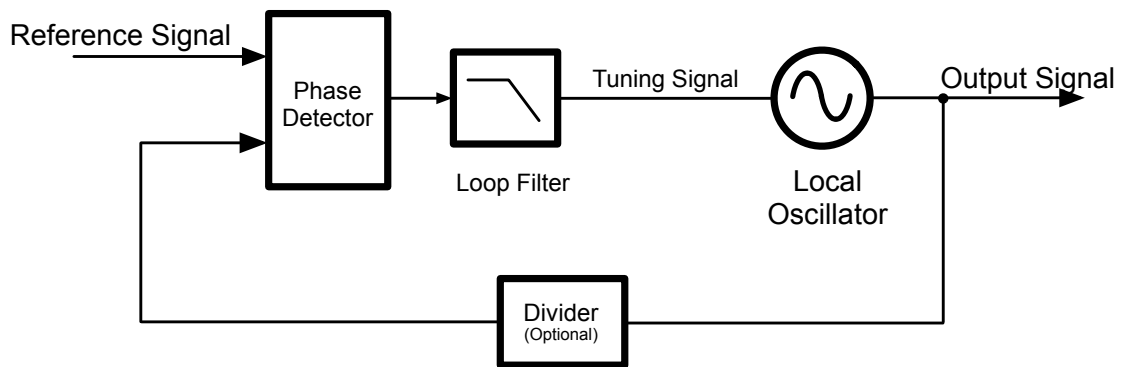 Reference Signal
Phase
Detector
Loop Filter
Tuning Signal
Local
Oscillator
Output Signal
Divider
(Optional)